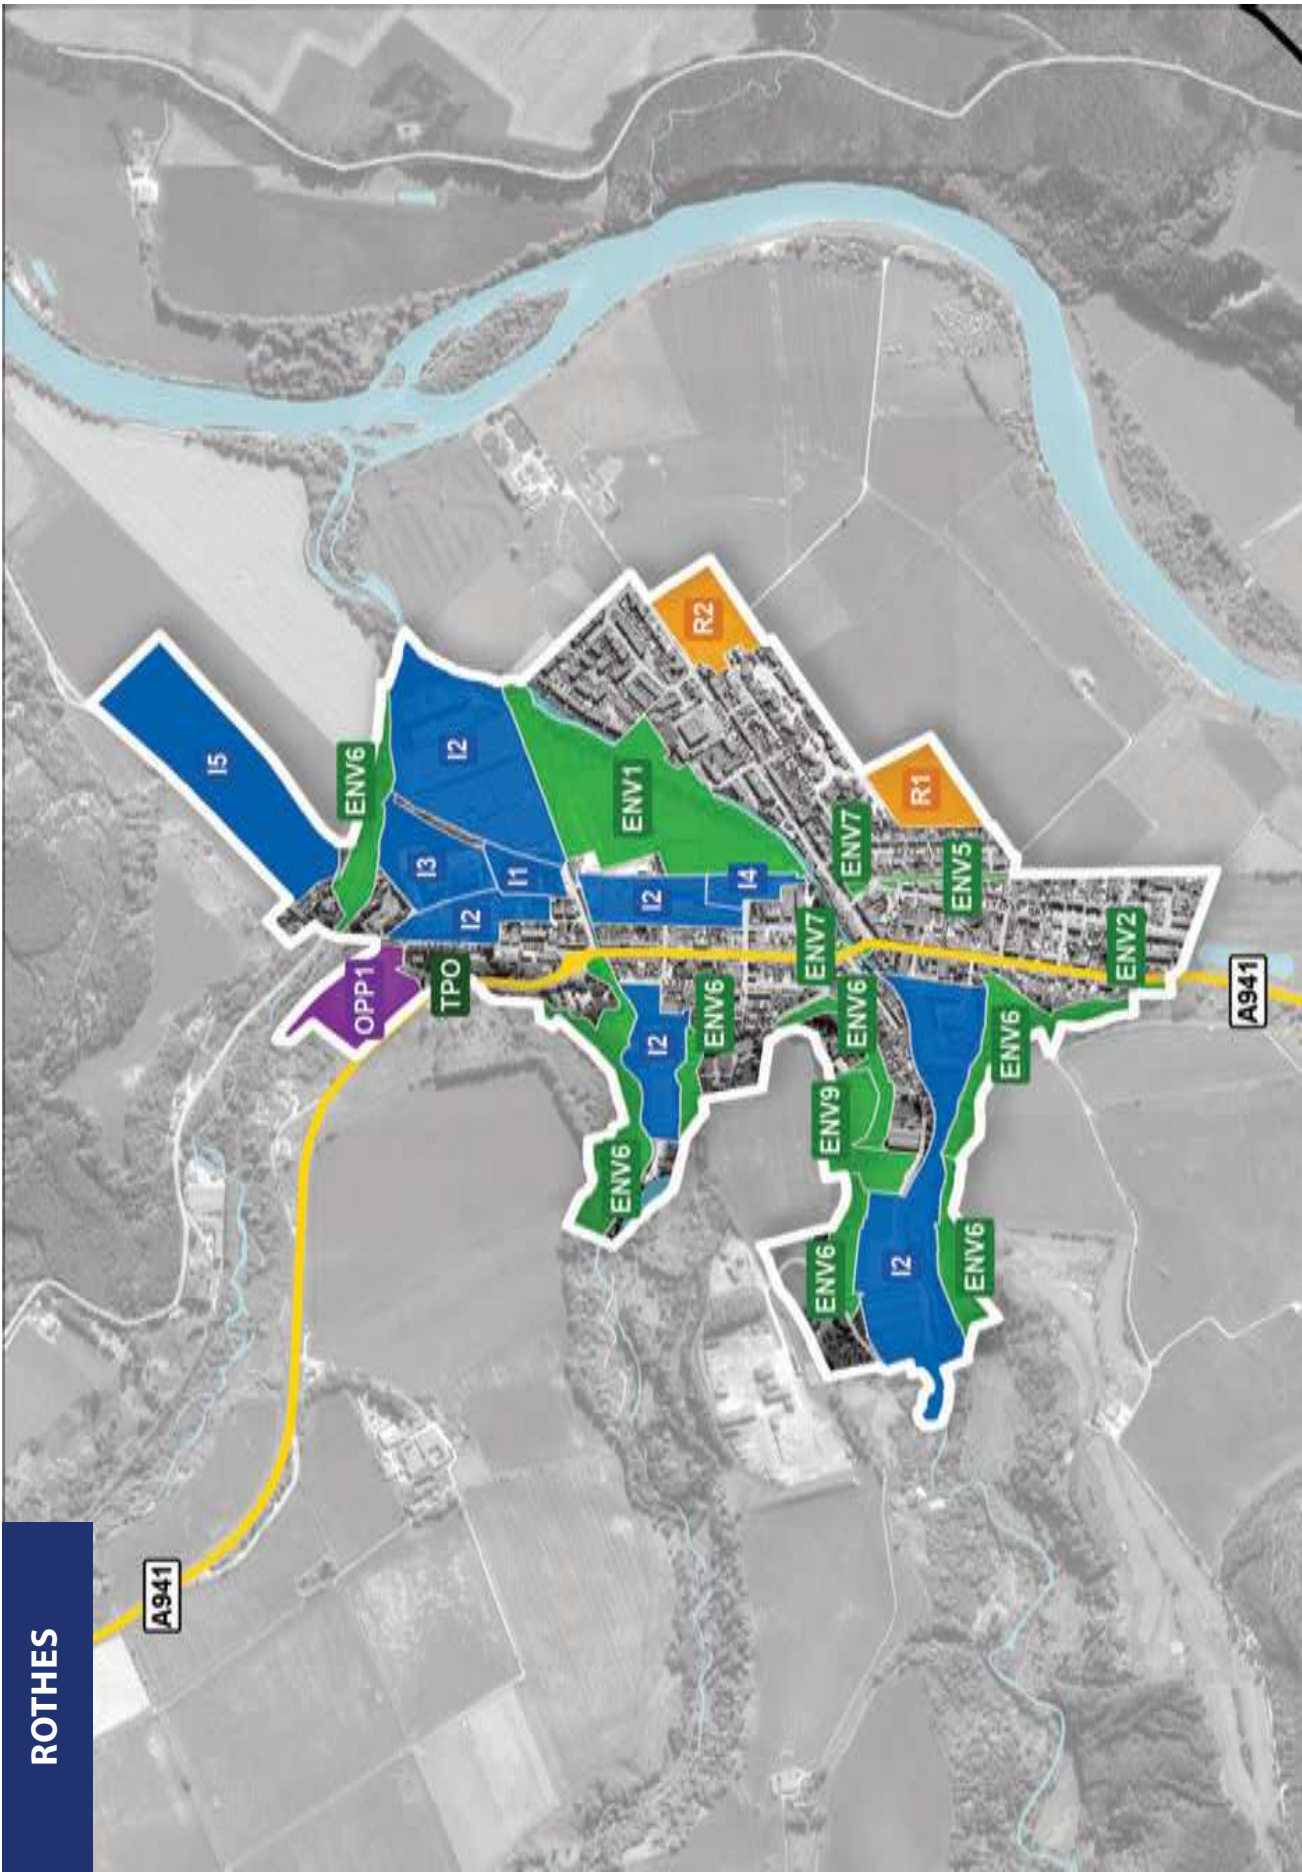 ROTHES
A941
I5
ENV6
OPP1
I3
TPO
I2
I2
I1
ENV6
ENV1
I2
I2
R2
ENV6
I4
ENV7
ENV6
ENV9
ENV7
ENV6
I2
R1
ENV5
ENV6
ENV6
ENV2
A941